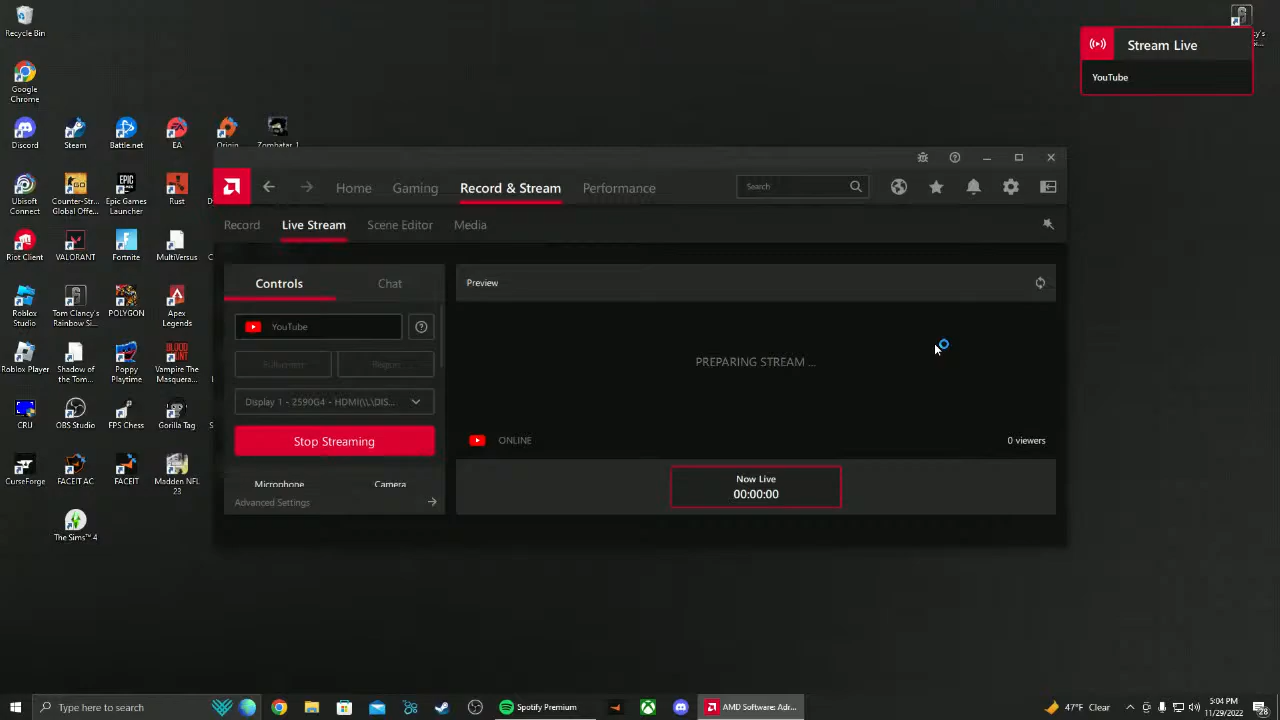 Recycle Bin
Google
Chrome
Discord
Steam
Battle.net
EA
Origin
Zombatar 1
Ubisoft
Connect
Counter-Str...
Global Offe...
Epic Games
Launcher
Rust
Riot Client
VALORANT
Fortnite
MultiVersus
Roblox
Studio
Tom Clancy's
Rainbow Si...
POLYGON
Apex
Legends
Roblox Player
Shadow of
the Tom...
Poppy
Playtime
Vampire The
Masquera...
CRU
OBS Studio
FPS Chess
Gorilla Tag
CurseForge
FACEIT AC
FACEIT
Madden NFL
23
The Sims™ 4
Stream Live
YouTube
Home
Gaming
Record & Stream
Performance
Search
Record
Live Stream
Scene Editor
Media
Controls
Chat
YouTube
Display 1 - 2590G4 - HDMI(\\.\DIS...
Stop Streaming
Microphone
Camera
Advanced Settings
Preview
PREPARING STREAM ...
ONLINE
0 viewers
Now Live
00:00:00
Type here to search
Spotify Premium
AMD Software: Adr...
47°F Clear
5:04 PM
11/29/2022
28